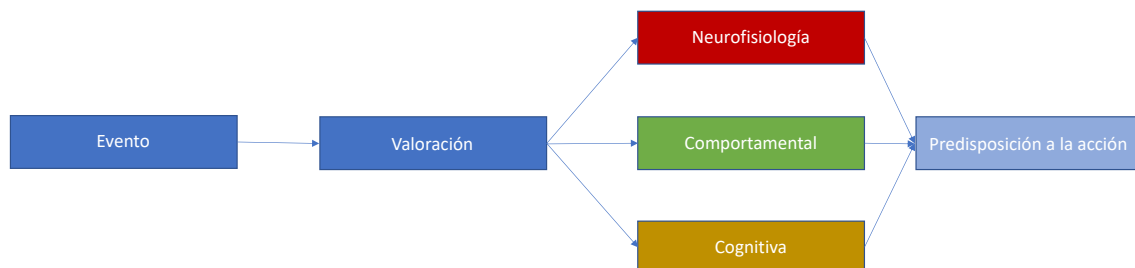 Evento
Valoración
Neurofisiología
Comportamental
Cognitiva
Predisposición a la acción